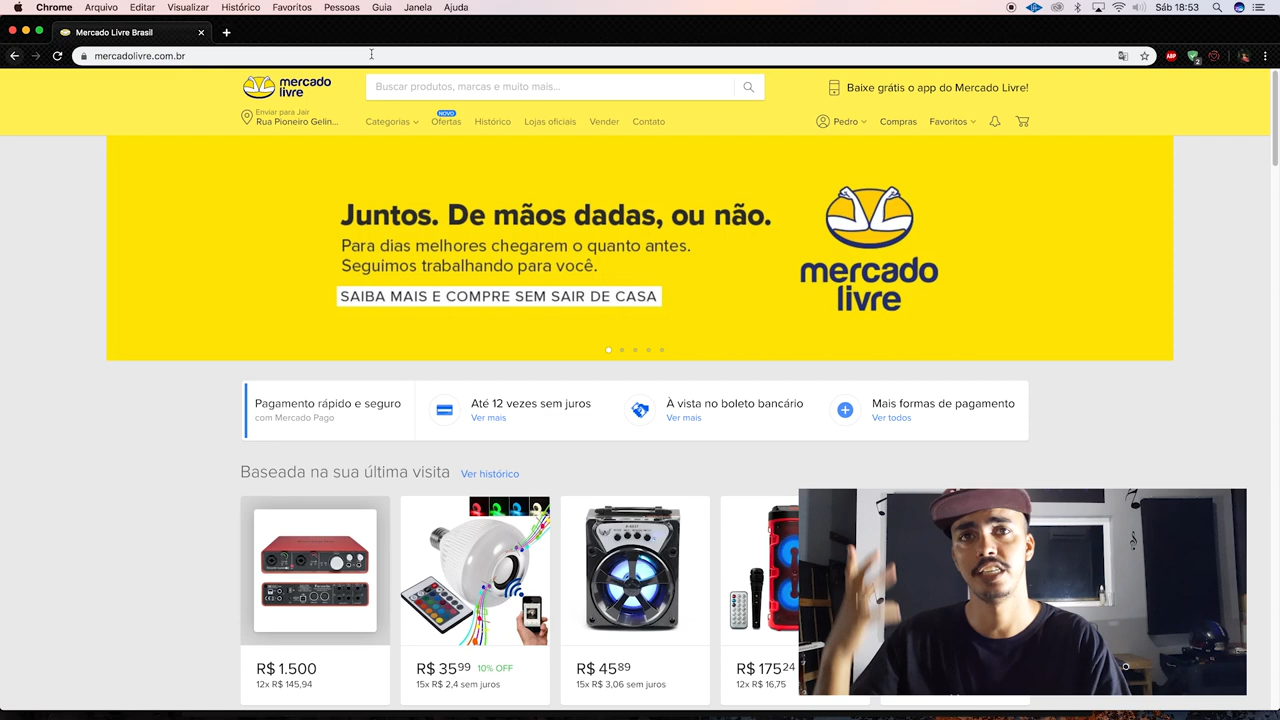 Chrome Arquivo Editar Visualizar Histórico Favoritos Pessoas Guia Janela Ajuda Sáb 18:53
Mercado Livre Brasil
mercadolivre.com.br
mercado
livre
Buscar produtos, marcas e muito mais...
Baixe grátis o app do Mercado Livre!
Enviar para Jair
Rua Pioneiro Gelin...
NOVO
Categorias Ofertas Histórico Lojas oficiais Vender Contato Pedro Compras Favoritos
Juntos. De mãos dadas, ou não.
Para dias melhores chegarem o quanto antes.
Seguimos trabalhando para você.
SAIBA MAIS E COMPRE SEM SAIR DE CASA
mercado
livre
Pagamento rápido e seguro
com Mercado Pago
Até 12 vezes sem juros
Ver mais
À vista no boleto bancário
Ver mais
Mais formas de pagamento
Ver todos
Baseada na sua última visita Ver histórico
R$ 1.500
12x R$ 145,94
R$ 35,99 10% OFF
15x R$ 2,4 sem juros
R$ 45,89
15x R$ 3,06 sem juros
R$ 175,24
12x R$ 16,75